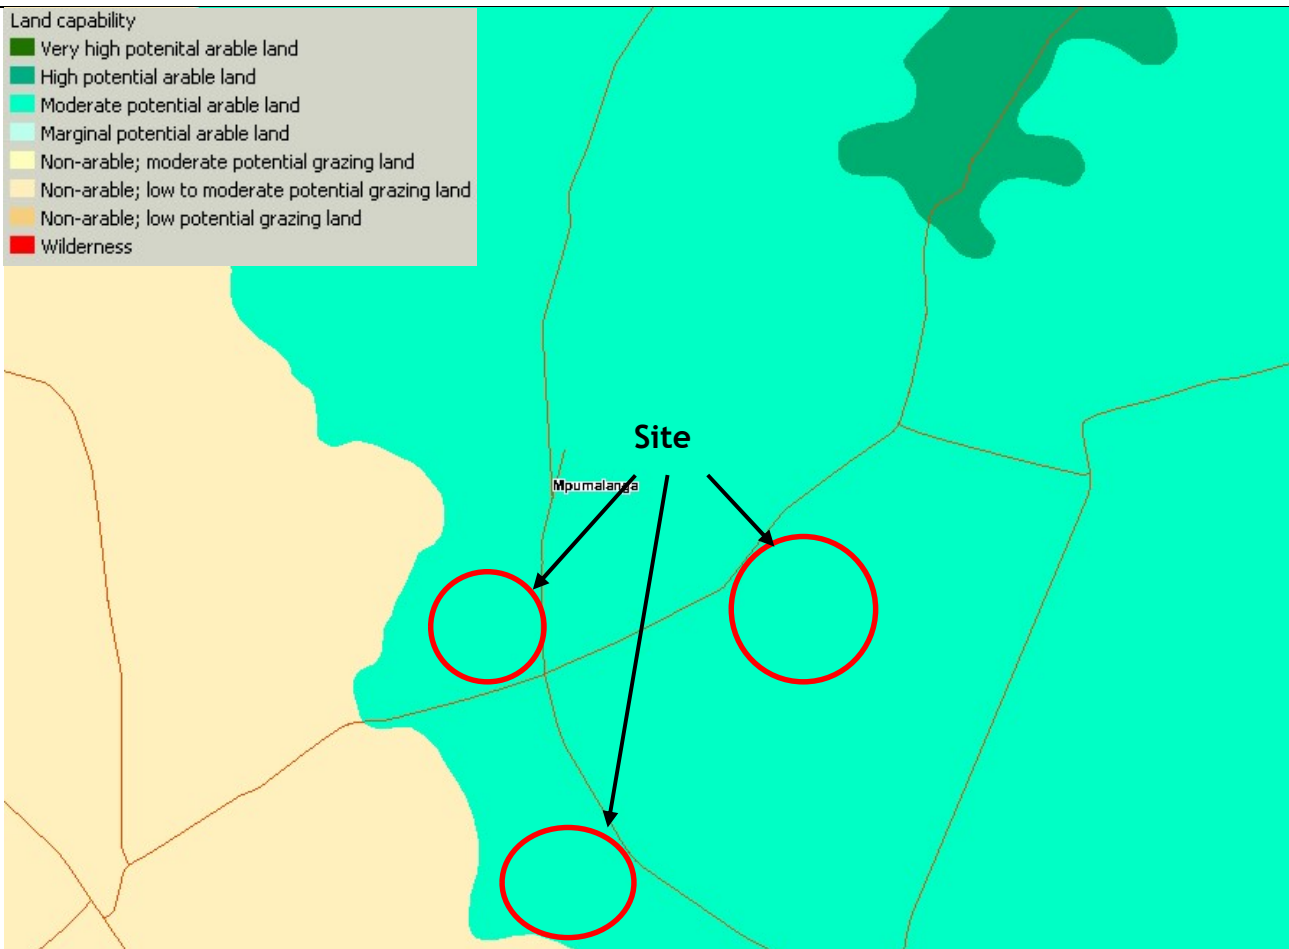 Land capability
Very high potenital arable land
High potential arable land
Moderate potential arable land
Marginal potential arable land
Non-arable; moderate potential grazing land
Non-arable; low to moderate potential grazing land
Non-arable; low potential grazing land
Wilderness
Site
Mpumalanga